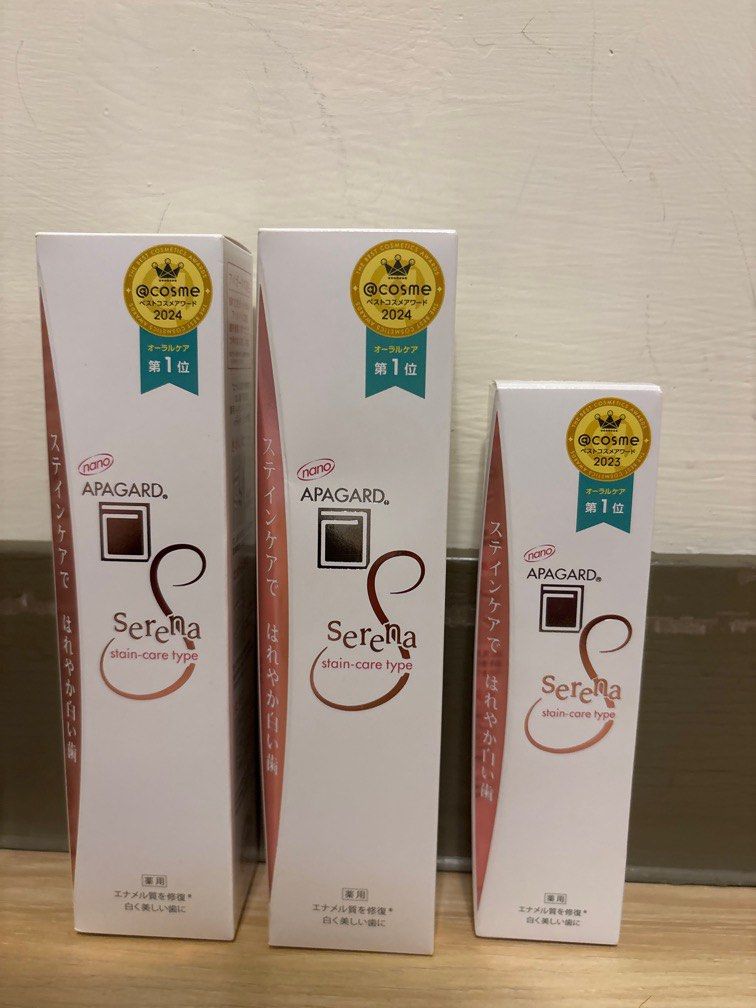 THE BEST COSMETICS AWARDS
@cosme
ベストコスメアワード
2024
オーラルケア
第1位
ステインケアで はれやか白い歯
nano
APAGARD®
Serena
stain-care type
薬用
エナメル質を修復*
白く美しい歯に
THE BEST COSMETICS AWARDS
@cosme
ベストコスメアワード
2024
オーラルケア
第1位
ステインケアで はれやか白い歯
nano
APAGARD®
Serena
stain-care type
薬用
エナメル質を修復*
白く美しい歯に
THE BEST COSMETICS AWARDS
@cosme
ベストコスメアワード
2023
オーラルケア
第1位
ステインケアで はれやか白い歯
nano
APAGARD®
Serena
stain-care type
薬用
エナメル質を修復*
白く美しい歯に